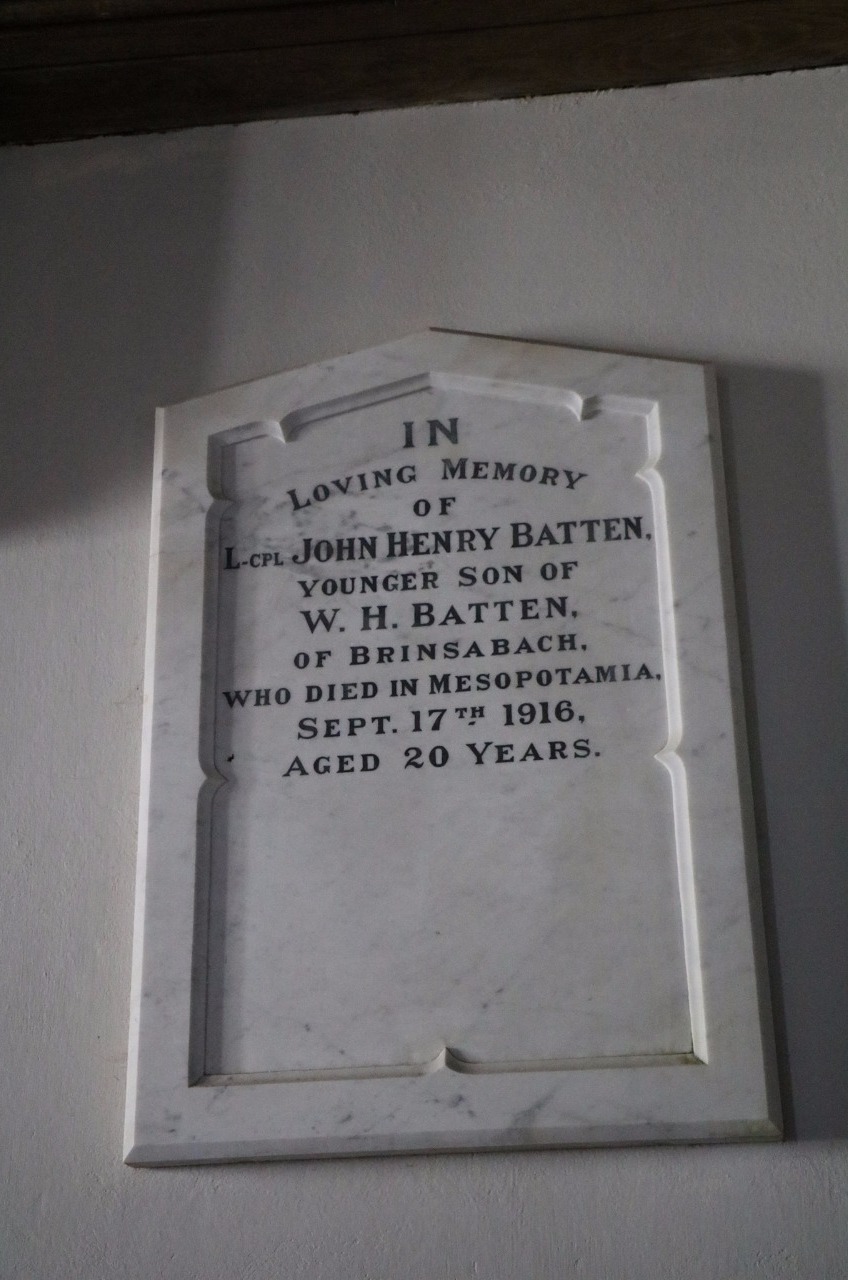 IN
LOVING MEMORY
OF
L-CPL JOHN HENRY BATTEN,
YOUNGER SON OF
W. H. BATTEN,
OF BRINSABACH,
WHO DIED IN MESOPOTAMIA,
SEPT. 17TH 1916,
AGED 20 YEARS.